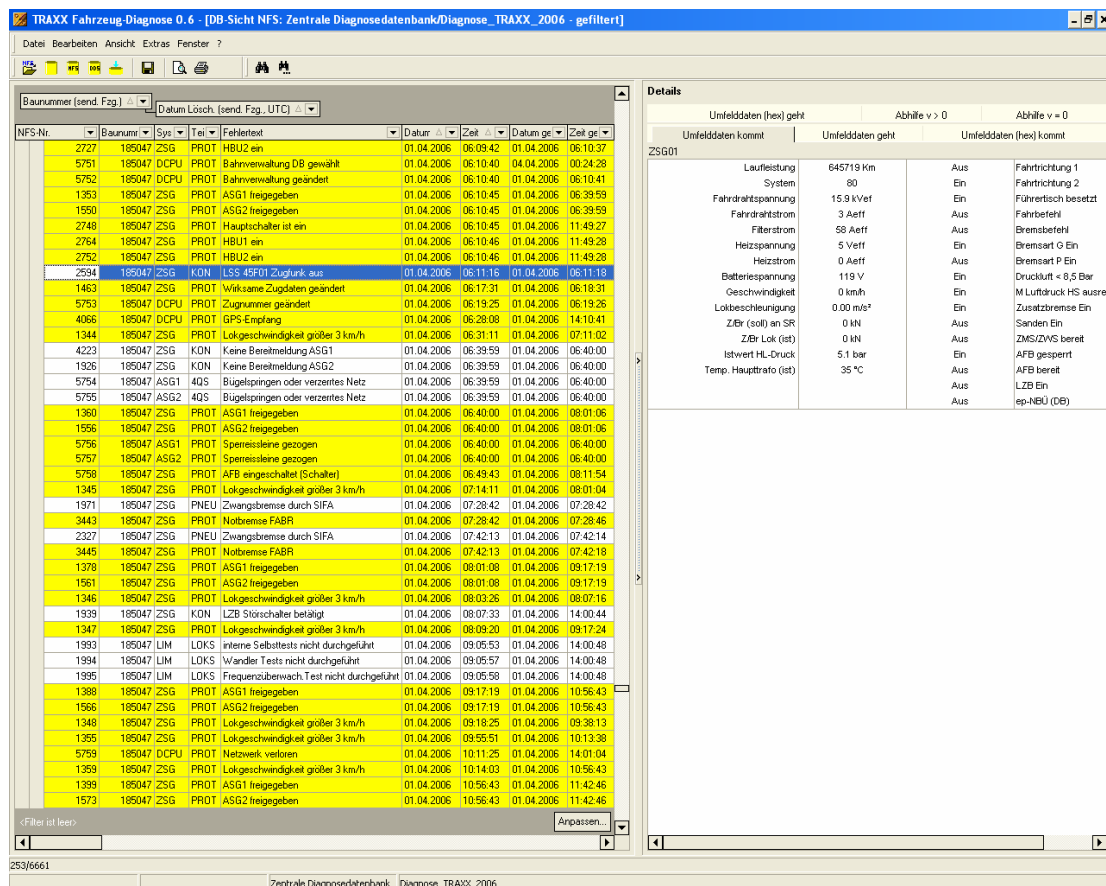 TRAXX Fahrzeug-Diagnose 0.6 - [DB-Sicht NFS: Zentrale Diagnosedatenbank/Diagnose_TRAXX_2006 - gefiltert]
Datei Bearbeiten Ansicht Extras Fenster ?
NFS NFS DDS
Baunummer (send. Fzg.)
Datum Lösch. (send. Fzg., UTC)
NFS-Nr. Baunumr Sys Tei Fehlertext Datum Zeit Datum ge Zeit ge
2727 185047 ZSG PROT HBU2 ein 01.04.2006 06:09:42 01.04.2006 06:10:37
5751 185047 DCPU PROT Bahnverwaltung DB gewählt 01.04.2006 06:10:40 04.04.2006 00:24:28
5752 185047 DCPU PROT Bahnverwaltung geändert 01.04.2006 06:10:40 01.04.2006 06:10:41
1353 185047 ZSG PROT ASG1 freigegeben 01.04.2006 06:10:45 01.04.2006 06:39:59
1550 185047 ZSG PROT ASG2 freigegeben 01.04.2006 06:10:45 01.04.2006 06:39:59
2748 185047 ZSG PROT Hauptschalter ist ein 01.04.2006 06:10:45 01.04.2006 11:49:27
2764 185047 ZSG PROT HBU1 ein 01.04.2006 06:10:46 01.04.2006 11:49:28
2752 185047 ZSG PROT HBU2 ein 01.04.2006 06:10:46 01.04.2006 11:49:28
2594 185047 ZSG KON LSS 45F01 Zugfunk aus 01.04.2006 06:11:16 01.04.2006 06:11:18
1463 185047 ZSG PROT Wirksame Zugdaten geändert 01.04.2006 06:17:31 01.04.2006 06:18:31
5753 185047 DCPU PROT Zugnummer geändert 01.04.2006 06:19:25 01.04.2006 06:19:26
4066 185047 DCPU PROT GPS-Empfang 01.04.2006 06:28:08 01.04.2006 14:10:41
1344 185047 ZSG PROT Lokgeschwindigkeit größer 3 km/h 01.04.2006 06:31:11 01.04.2006 07:11:02
4223 185047 ZSG KON Keine Bereitmeldung ASG1 01.04.2006 06:39:59 01.04.2006 06:40:00
1926 185047 ZSG KON Keine Bereitmeldung ASG2 01.04.2006 06:39:59 01.04.2006 06:40:00
5754 185047 ASG1 4QS Bügelspringen oder verzerrtes Netz 01.04.2006 06:39:59 01.04.2006 06:40:00
5755 185047 ASG2 4QS Bügelspringen oder verzerrtes Netz 01.04.2006 06:39:59 01.04.2006 06:40:00
1360 185047 ZSG PROT ASG1 freigegeben 01.04.2006 06:40:00 01.04.2006 08:01:06
1556 185047 ZSG PROT ASG2 freigegeben 01.04.2006 06:40:00 01.04.2006 08:01:06
5756 185047 ASG1 PROT Sperreissleine gezogen 01.04.2006 06:40:00 01.04.2006 06:40:00
5757 185047 ASG2 PROT Sperreissleine gezogen 01.04.2006 06:40:00 01.04.2006 06:40:00
5758 185047 ZSG PROT AFB eingeschaltet (Schalter) 01.04.2006 06:49:43 01.04.2006 08:11:54
1345 185047 ZSG PROT Lokgeschwindigkeit größer 3 km/h 01.04.2006 07:14:11 01.04.2006 08:01:04
1971 185047 ZSG PNEU Zwangsbremse durch SIFA 01.04.2006 07:28:42 01.04.2006 07:28:42
3443 185047 ZSG PROT Notbremse FABR 01.04.2006 07:28:42 01.04.2006 07:28:46
2327 185047 ZSG PNEU Zwangsbremse durch SIFA 01.04.2006 07:42:13 01.04.2006 07:42:14
3445 185047 ZSG PROT Notbremse FABR 01.04.2006 07:42:13 01.04.2006 07:42:18
1378 185047 ZSG PROT ASG1 freigegeben 01.04.2006 08:01:08 01.04.2006 09:17:19
1561 185047 ZSG PROT ASG2 freigegeben 01.04.2006 08:01:08 01.04.2006 09:17:19
1346 185047 ZSG PROT Lokgeschwindigkeit größer 3 km/h 01.04.2006 08:03:26 01.04.2006 08:07:16
1939 185047 ZSG KON LZB Störschalter betätigt 01.04.2006 08:07:33 01.04.2006 14:00:44
1347 185047 ZSG PROT Lokgeschwindigkeit größer 3 km/h 01.04.2006 08:09:20 01.04.2006 09:17:24
1993 185047 LIM LOKS interne Selbsttests nicht durchgeführt 01.04.2006 09:05:53 01.04.2006 14:00:48
1994 185047 LIM LOKS Wandler Tests nicht durchgeführt 01.04.2006 09:05:57 01.04.2006 14:00:48
1995 185047 LIM LOKS Frequenzüberwach.Test nicht durchgeführt 01.04.2006 09:05:58 01.04.2006 14:00:48
1388 185047 ZSG PROT ASG1 freigegeben 01.04.2006 09:17:19 01.04.2006 10:56:43
1566 185047 ZSG PROT ASG2 freigegeben 01.04.2006 09:17:19 01.04.2006 10:56:43
1348 185047 ZSG PROT Lokgeschwindigkeit größer 3 km/h 01.04.2006 09:18:25 01.04.2006 09:38:13
1355 185047 ZSG PROT Lokgeschwindigkeit größer 3 km/h 01.04.2006 09:55:51 01.04.2006 10:13:38
5759 185047 DCPU PROT Netzwerk verloren 01.04.2006 10:11:25 01.04.2006 14:01:04
1359 185047 ZSG PROT Lokgeschwindigkeit größer 3 km/h 01.04.2006 10:14:03 01.04.2006 10:56:43
1399 185047 ZSG PROT ASG1 freigegeben 01.04.2006 10:56:43 01.04.2006 11:42:46
1573 185047 ZSG PROT ASG2 freigegeben 01.04.2006 10:56:43 01.04.2006 11:42:46
<Filter ist leer> Anpassen...
Details
Umfelddaten (hex) geht Abhilfe v > 0 Abhilfe v = 0
Umfelddaten kommt Umfelddaten geht Umfelddaten (hex) kommt
ZSG01
Laufleistung 645719 Km Aus Fahrtrichtung 1
System 80 Ein Fahrtrichtung 2
Fahrdrahtspannung 15.9 kVef Ein Führertisch besetzt
Fahrdrahtstrom 3 Aeff Aus Fahrbefehl
Filterstrom 58 Aeff Aus Bremsbefehl
Heizspannung 5 Veff Ein Bremsart G Ein
Heizstrom 0 Aeff Aus Bremsart P Ein
Batteriespannung 119 V Ein Druckluft < 8,5 Bar
Geschwindigkeit 0 km/h Ein M Luftdruck HS ausre
Lokbeschleunigung 0.00 m/s² Ein Zusatzbremse Ein
Z/Br (soll) an SR 0 kN Aus Sanden Ein
Z/Br Lok (ist) 0 kN Aus ZMS/ZWS bereit
Istwert HL-Druck 5.1 bar Ein AFB gesperrt
Temp. Haupttrafo (ist) 35 °C Aus AFB bereit
Aus LZB Ein
Aus ep-NBÜ (DB)
253/6661
Zentrale Diagnosedatenbank Diagnose_TRAXX_2006